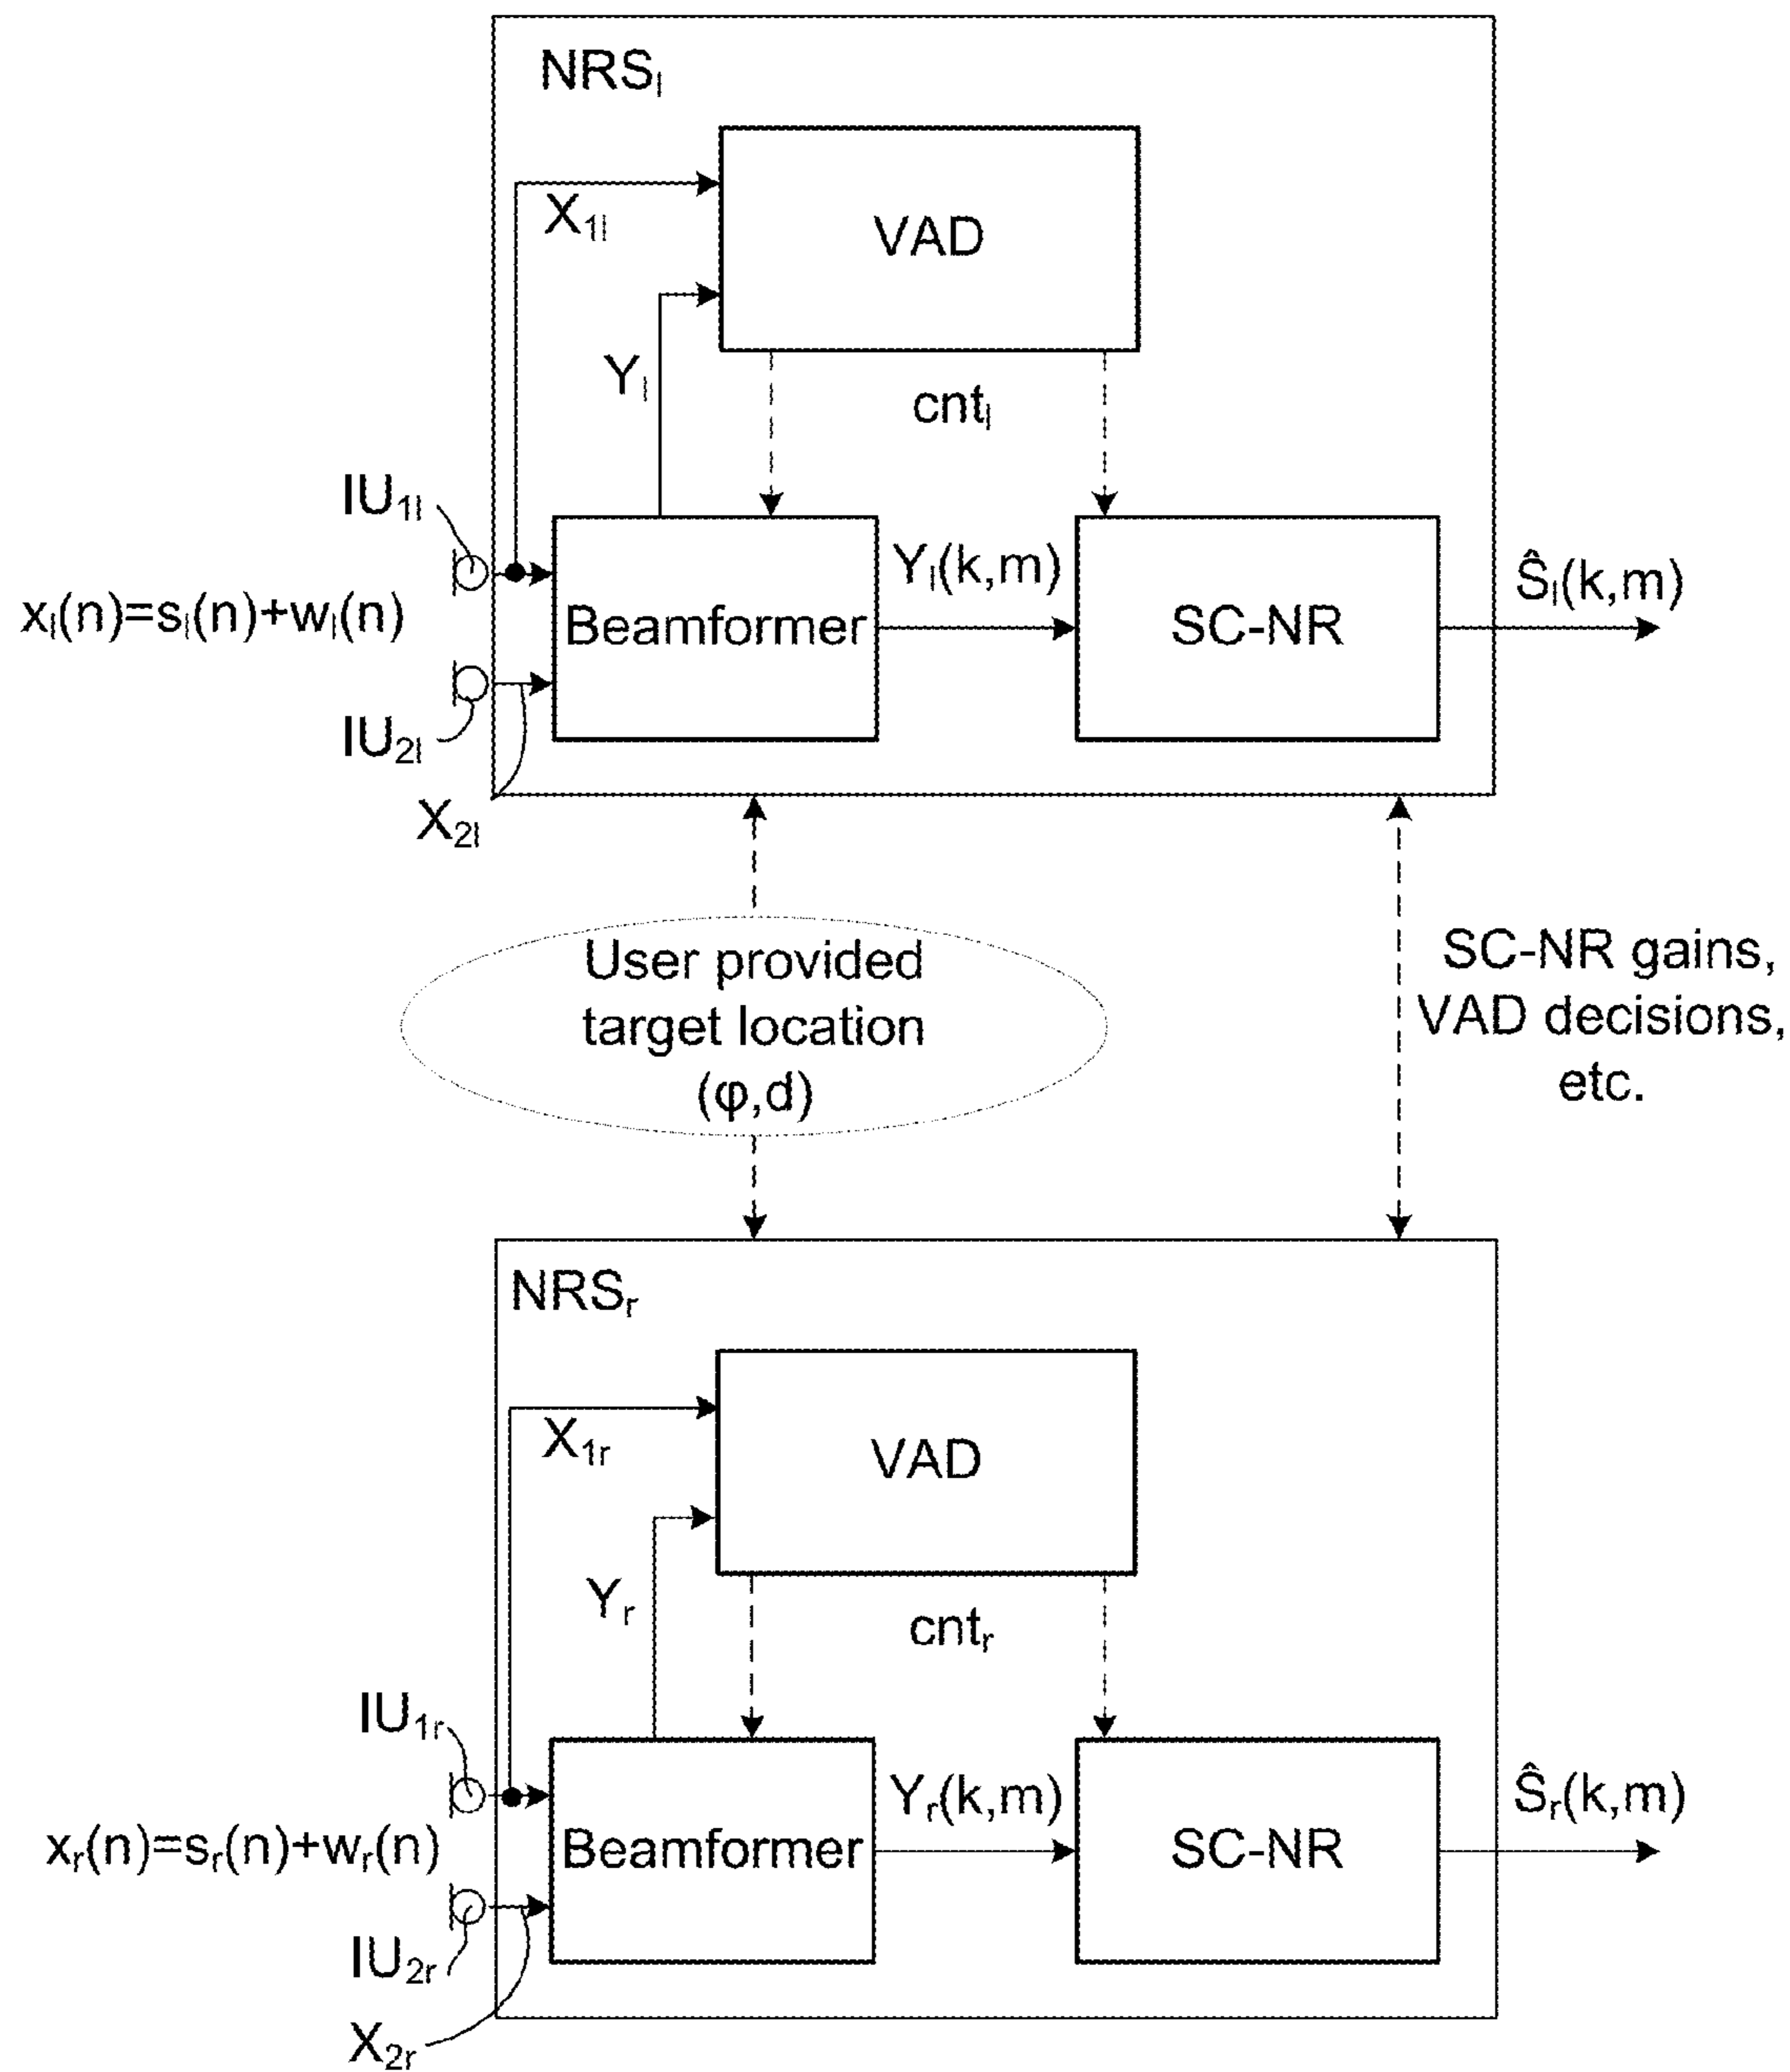 NRSₗ
X₁ₗ
VAD
Yₗ
cntₗ
IU₁ₗ
Yₗ(k,m)
Ŝₗ(k,m)
xₗ(n)=sₗ(n)+wₗ(n)
Beamformer
SC-NR
IU₂ₗ
X₂ₗ
User provided
target location
(φ,d)
SC-NR gains,
VAD decisions,
etc.
NRSᵣ
X₁ᵣ
VAD
Yᵣ
cntᵣ
IU₁ᵣ
Yᵣ(k,m)
Ŝᵣ(k,m)
xᵣ(n)=sᵣ(n)+wᵣ(n)
Beamformer
SC-NR
IU₂ᵣ
X₂ᵣ